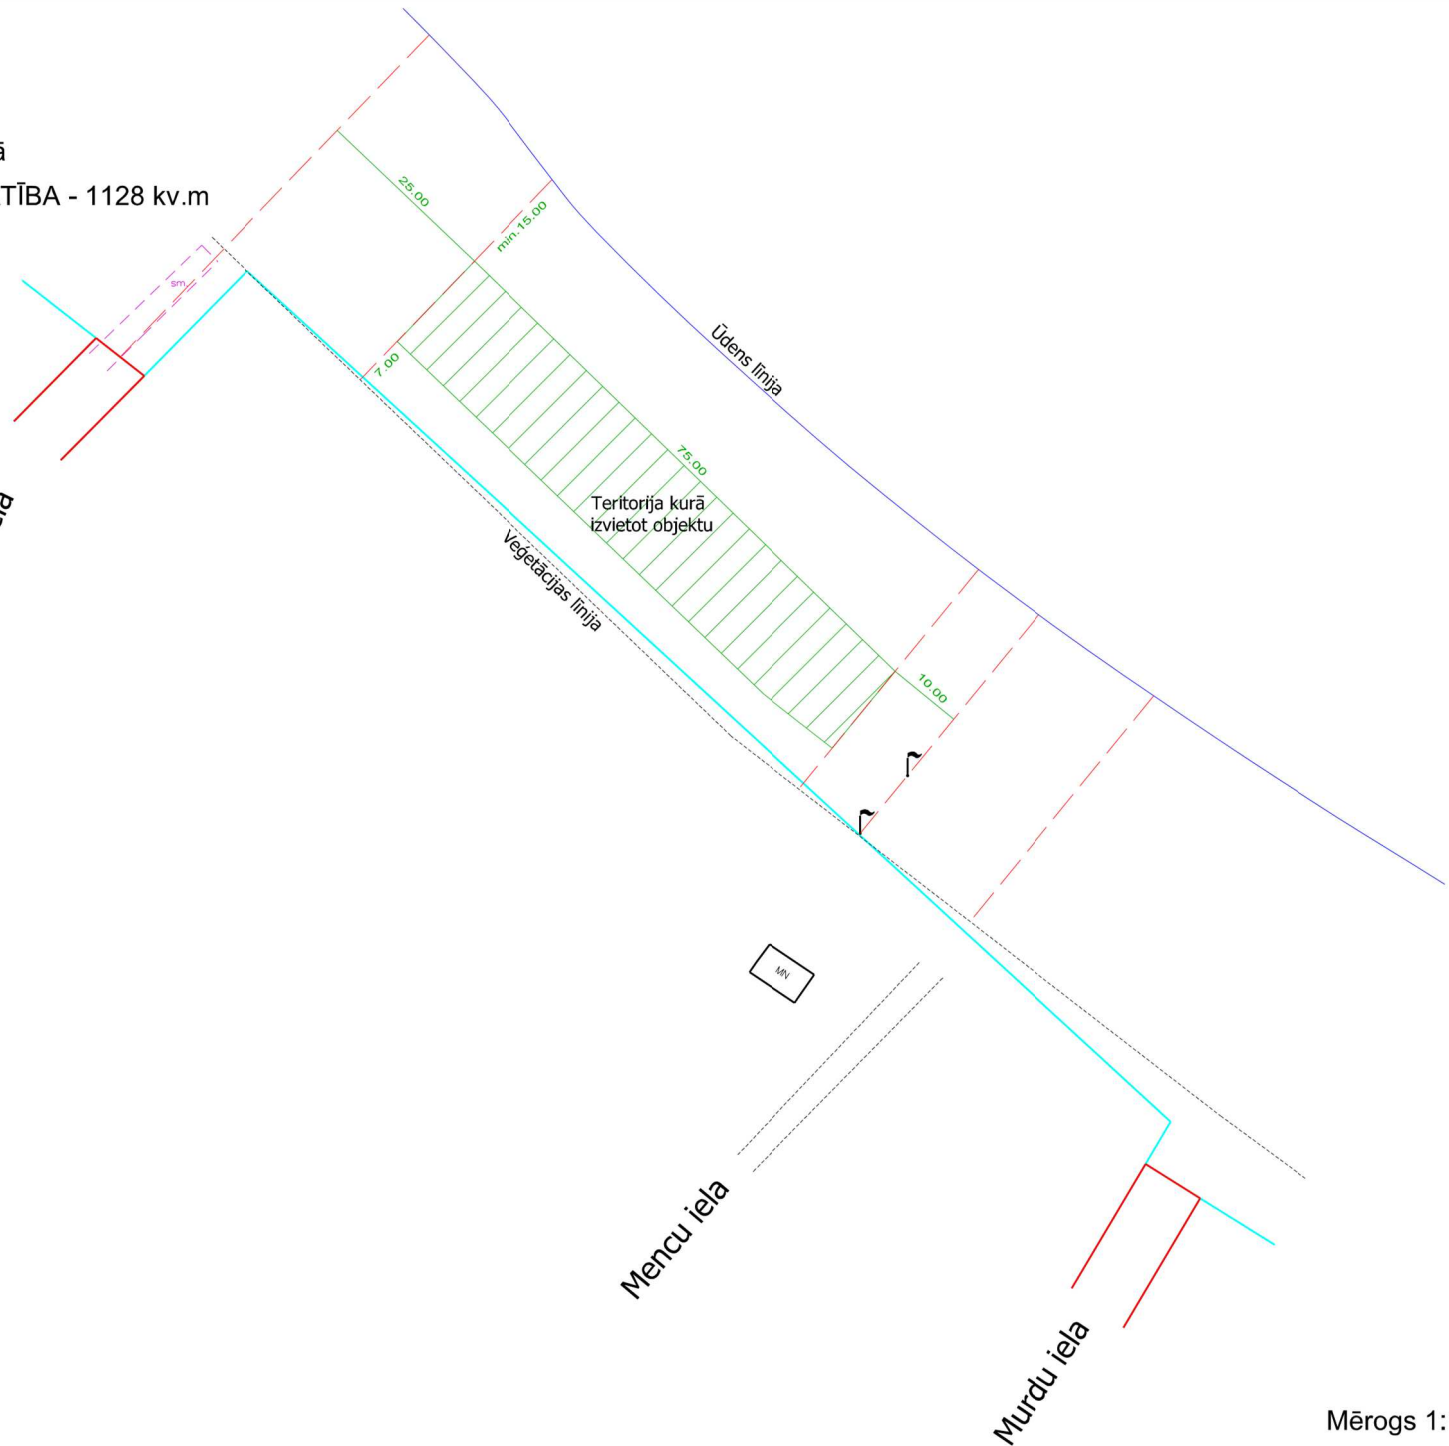 TĪBA - 1128 kv.m
25.00
min.15.00
sm
7.00
Ūdens līnija
75.00
Teritorija kurā
izvietot objektu
Veģetācijas līnija
10.00
MN
Mencu iela
Murdu iela
Mērogs 1: